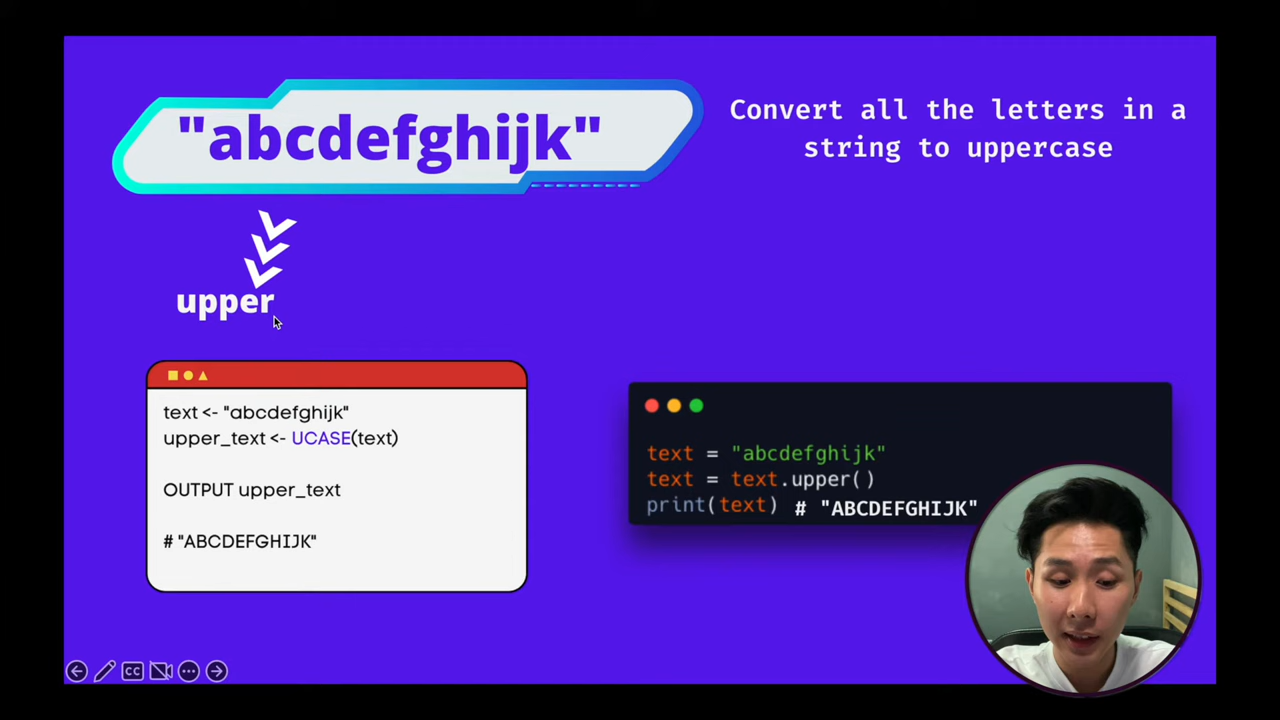 "abcdefghijk"
Convert all the letters in a
string to uppercase
upper
text <- "abcdefghijk"
upper_text <- UCASE(text)
OUTPUT upper_text
# "ABCDEFGHIJK"
text = "abcdefghijk"
text = text.upper()
print(text) # "ABCDEFGHIJK"
CC